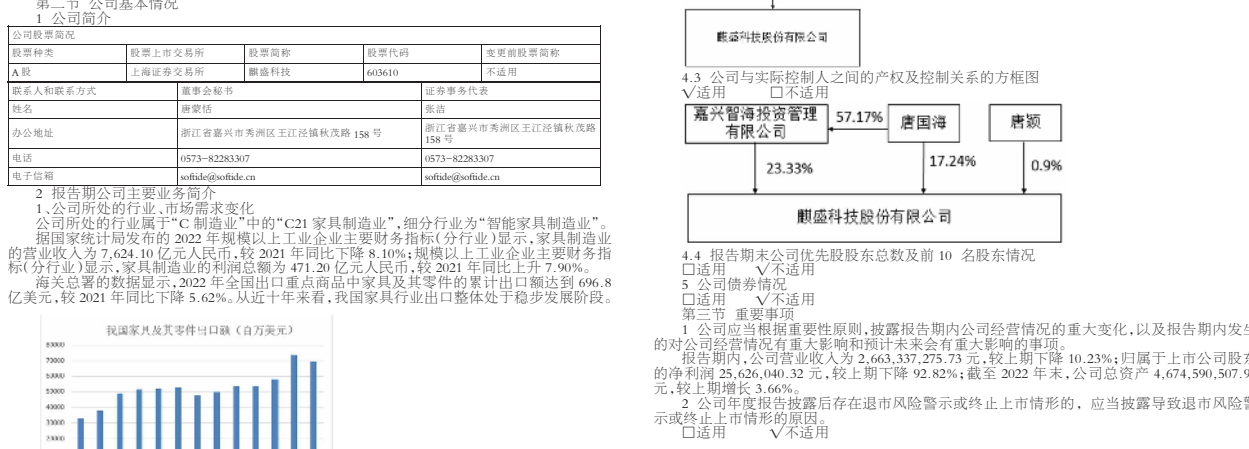 第二节 公司基本情况
1 公司简介
公司股票简况
股票种类 股票上市交易所 股票简称 股票代码 变更前股票简称
A 股 上海证券交易所 麒盛科技 603610 不适用
联系人和联系方式 董事会秘书 证券事务代表
姓名 唐蒙恬 张洁
办公地址 浙江省嘉兴市秀洲区王江泾镇秋茂路 158 号 浙江省嘉兴市秀洲区王江泾镇秋茂路
158 号
电话 0573-82283307 0573-82283307
电子信箱 softide@softide.cn softide@softide.cn
2 报告期公司主要业务简介
1、公司所处的行业、市场需求变化
公司所处的行业属于“C 制造业”中的“C21 家具制造业”,细分行业为“智能家具制造业”。
据国家统计局发布的 2022 年规模以上工业企业主要财务指标(分行业)显示,家具制造业
的营业收入为 7,624.10 亿元人民币,较 2021 年同比下降 8.10%;规模以上工业企业主要财务指
标(分行业)显示,家具制造业的利润总额为 471.20 亿元人民币,较 2021 年同比上升 7.90%。
海关总署的数据显示,2022 年全国出口重点商品中家具及其零件的累计出口额达到 696.8
亿美元,较 2021 年同比下降 5.62%。从近十年来看,我国家具行业出口整体处于稳步发展阶段。
我国家具及其零件出口额(百万美元)
80000
70000
60000
50000
40000
30000
20000
麒盛科技股份有限公司
4.3 公司与实际控制人之间的产权及控制关系的方框图
√适用 □不适用
嘉兴智海投资管理
有限公司
57.17%
唐国海
唐颖
23.33%
17.24%
0.9%
麒盛科技股份有限公司
4.4 报告期末公司优先股股东总数及前 10 名股东情况
□适用 √不适用
5 公司债券情况
□适用 √不适用
第三节 重要事项
1 公司应当根据重要性原则,披露报告期内公司经营情况的重大变化,以及报告期内发生
的对公司经营情况有重大影响和预计未来会有重大影响的事项。
报告期内,公司营业收入为 2,663,337,275.73 元,较上期下降 10.23%;归属于上市公司股东
的净利润 25,626,040.32 元,较上期下降 92.82%;截至 2022 年末,公司总资产 4,674,590,507.9
元,较上期增长 3.66%。
2 公司年度报告披露后存在退市风险警示或终止上市情形的, 应当披露导致退市风险警
示或终止上市情形的原因。
□适用 √不适用